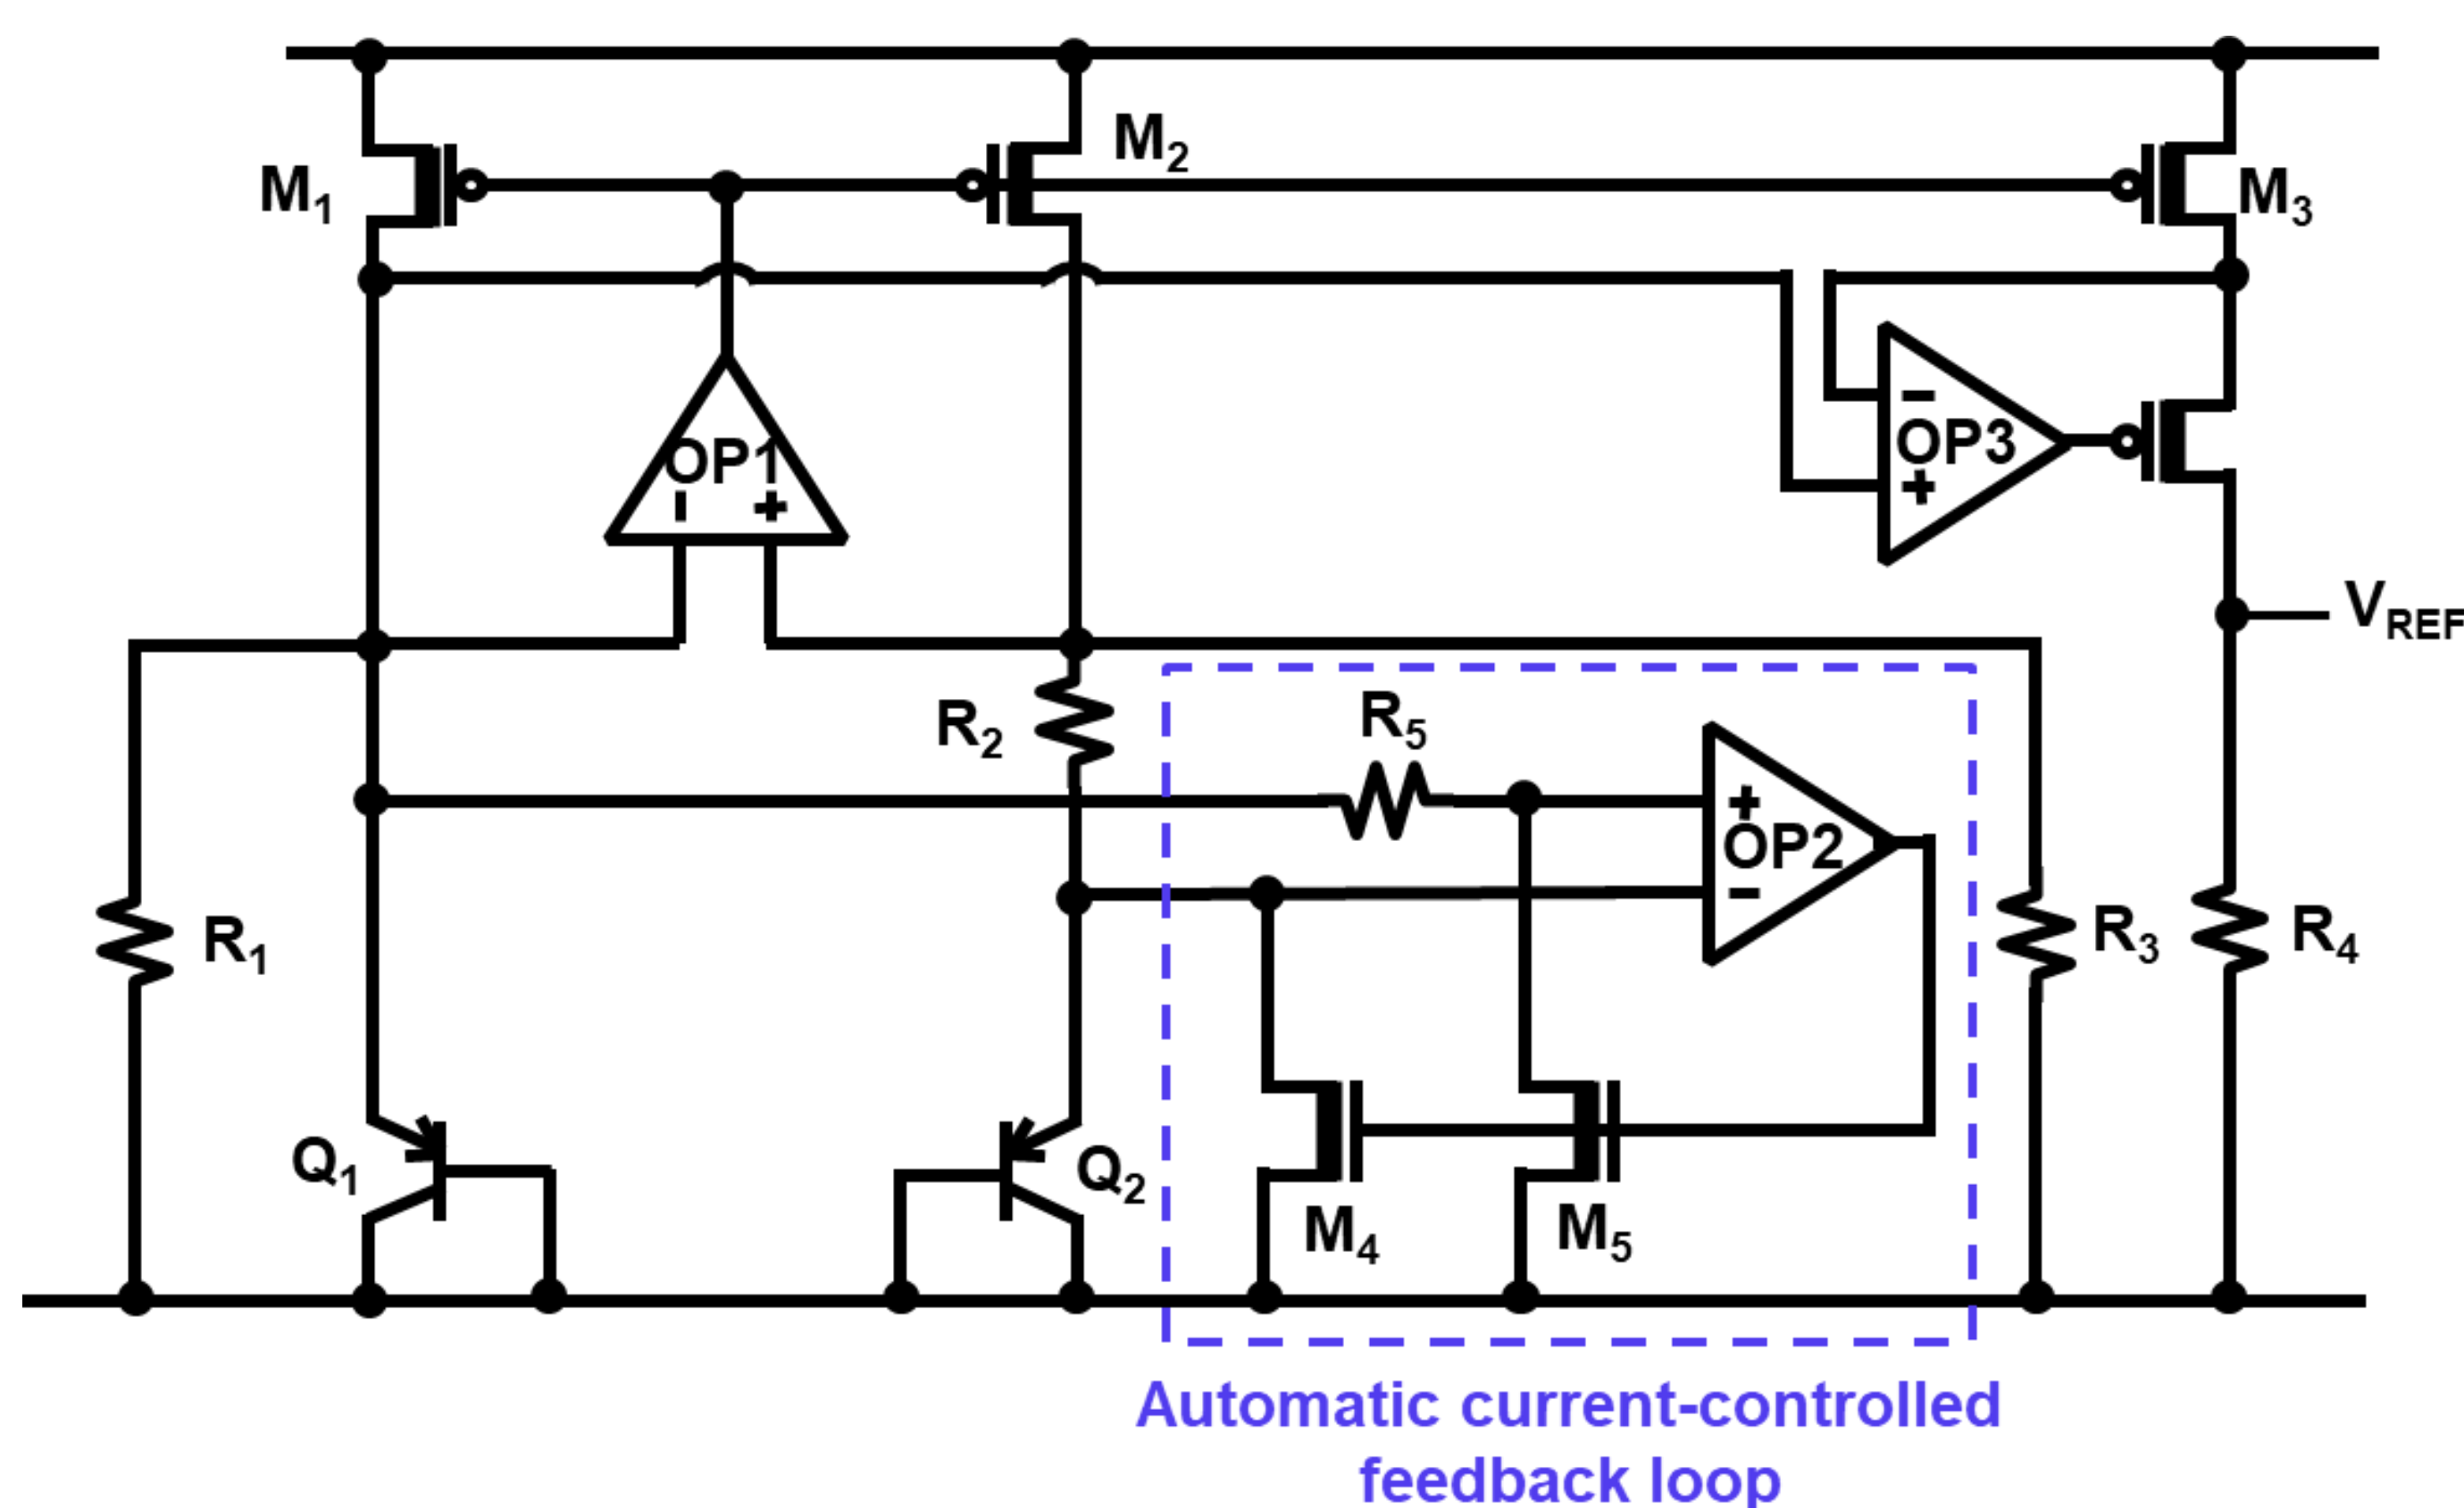 M2
M1
M3
OP1
- +
-
OP3
+
VREF
R5
R2
+
OP2
-
R1
R3
R4
Q1
Q2
M4
M5
Automatic current-controlled
feedback loop